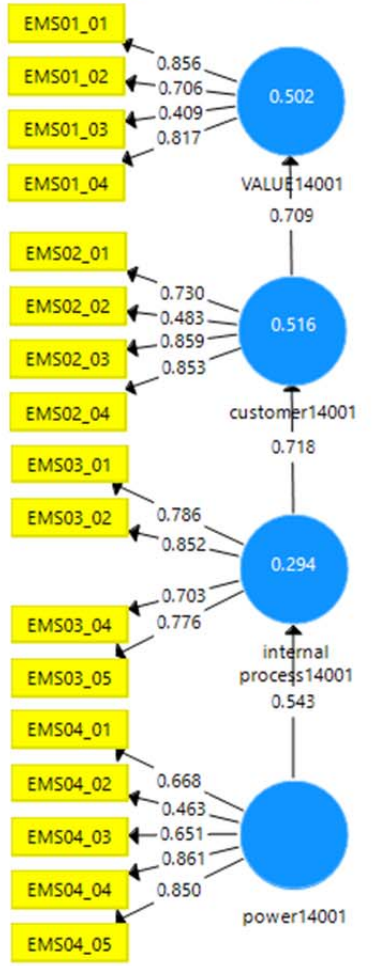 EMS01_01
EMS01_02
EMS01_03
EMS01_04
0.856
0.706
0.409
0.817
0.502
VALUE14001
0.709
EMS02_01
EMS02_02
EMS02_03
EMS02_04
0.730
0.483
0.859
0.853
0.516
customer14001
0.718
EMS03_01
EMS03_02
EMS03_04
EMS03_05
0.786
0.852
0.703
0.776
0.294
internal
process14001
0.543
EMS04_01
EMS04_02
EMS04_03
EMS04_04
EMS04_05
0.668
0.463
0.651
0.861
0.850
power14001